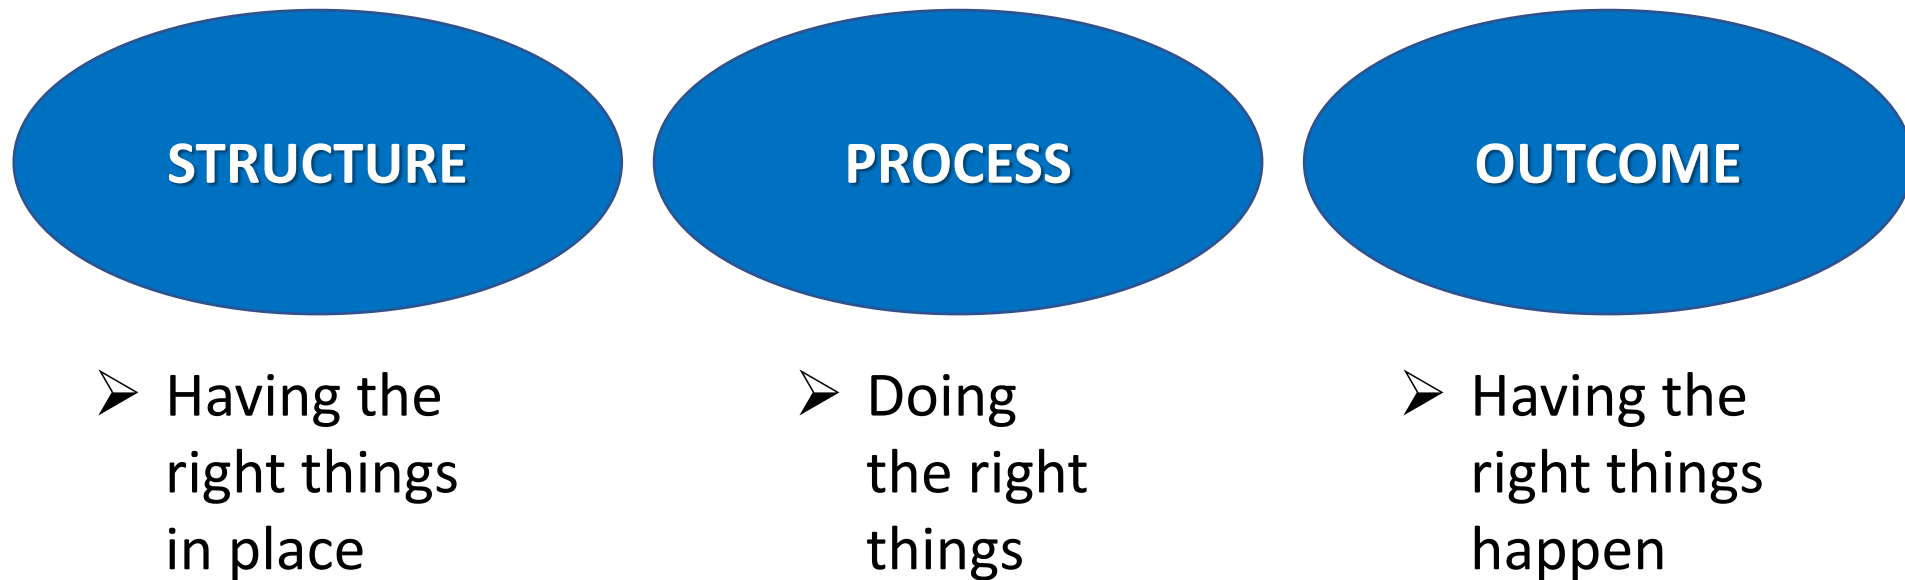 STRUCTURE
PROCESS
OUTCOME
Having the
right things
in place
Doing
the right
things
Having the
right things
happen